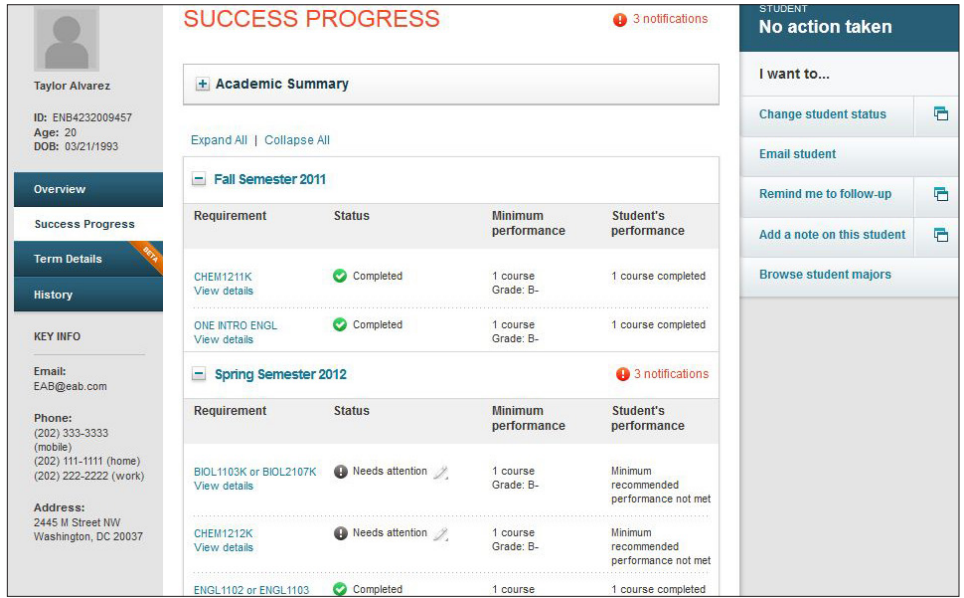 SUCCESS PROGRESS
3 notifications
Taylor Alvarez
ID: ENB4232009457
Age: 20
DOB: 03/21/1993
Overview
Success Progress
Term Details
BETA
History
KEY INFO
Email:
EAB@eab.com
Phone:
(202) 333-3333
(mobile)
(202) 111-1111 (home)
(202) 222-2222 (work)
Address:
2445 M Street NW
Washington, DC 20037
Academic Summary
Expand All | Collapse All
Fall Semester 2011
Requirement Status Minimum performance Student's performance
CHEM1211K Completed 1 course 1 course completed
View details Grade: B-
ONE INTRO ENGL Completed 1 course 1 course completed
View details Grade: B-
Spring Semester 2012 3 notifications
Requirement Status Minimum performance Student's performance
BIOL1103K or BIOL2107K Needs attention 1 course Minimum
View details Grade: B- recommended
performance not met
CHEM1212K Needs attention 1 course Minimum
View details Grade: B- recommended
performance not met
ENGL1102 or ENGL1103 Completed 1 course 1 course completed
STUDENT
No action taken
I want to...
Change student status
Email student
Remind me to follow-up
Add a note on this student
Browse student majors